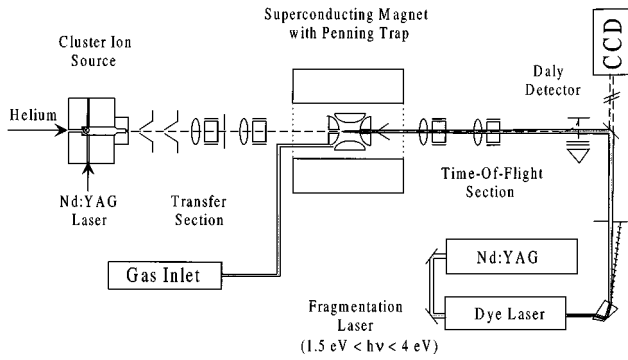 Superconducting Magnet
with Penning Trap
Cluster Ion
Source
CCD
Daly
Detector
Helium
Nd:YAG
Laser
Transfer
Section
Time-Of-Flight
Section
Gas Inlet
Nd:YAG
Fragmentation
Laser
(1.5 eV < hν < 4 eV)
Dye Laser